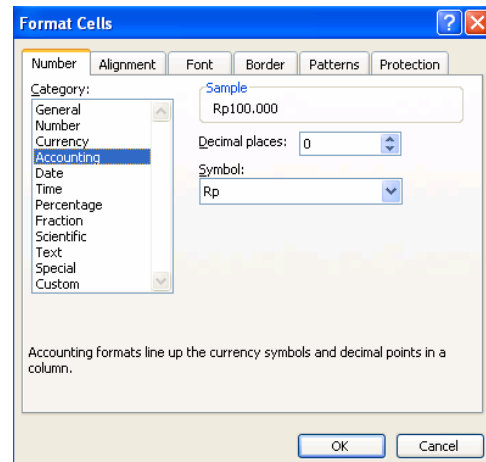 Format Cells
Number Alignment Font Border Patterns Protection
Category:
General
Number
Currency
Accounting
Date
Time
Percentage
Fraction
Scientific
Text
Special
Custom
Sample
Rp100.000
Decimal places: 0
Symbol:
Rp
Accounting formats line up the currency symbols and decimal points in a
column.
OK Cancel